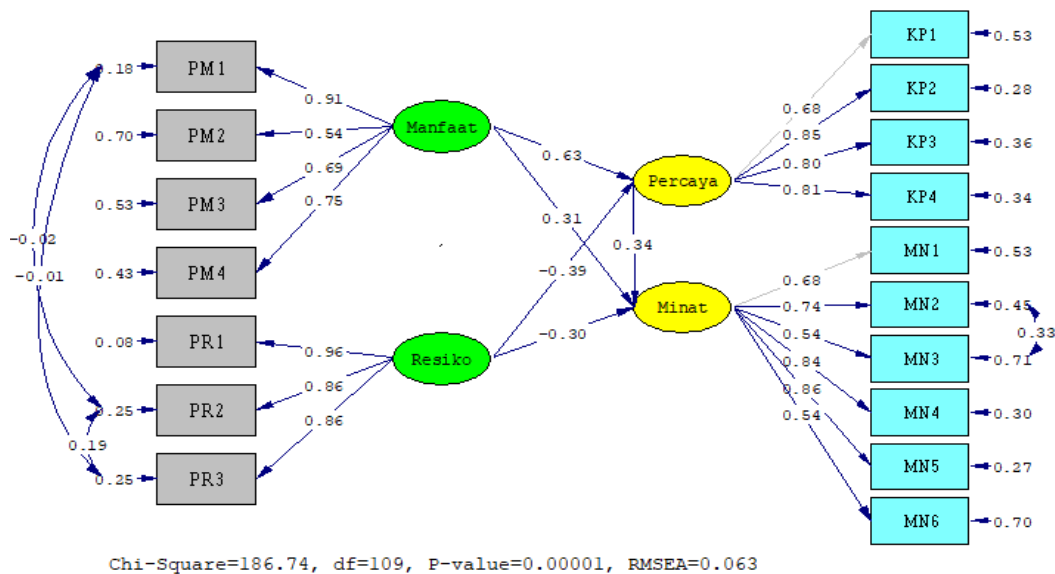 0.18 PM1
0.70 PM2
0.53 PM3
0.43 PM4
0.08 PR1
0.25 PR2
0.25 PR3
-0.02
-0.01
0.19
0.91
0.54
0.69
0.75
0.96
0.86
0.86
Manfaat
Resiko
0.63
0.31
-0.39
-0.30
0.34
Percaya
Minat
0.68
0.85
0.80
0.81
0.68
0.74
0.54
0.84
0.86
0.54
KP1 0.53
KP2 0.28
KP3 0.36
KP4 0.34
MN1 0.53
MN2 0.45
MN3 0.71
MN4 0.30
MN5 0.27
MN6 0.70
0.33
Chi-Square=186.74, df=109, P-value=0.00001, RMSEA=0.063